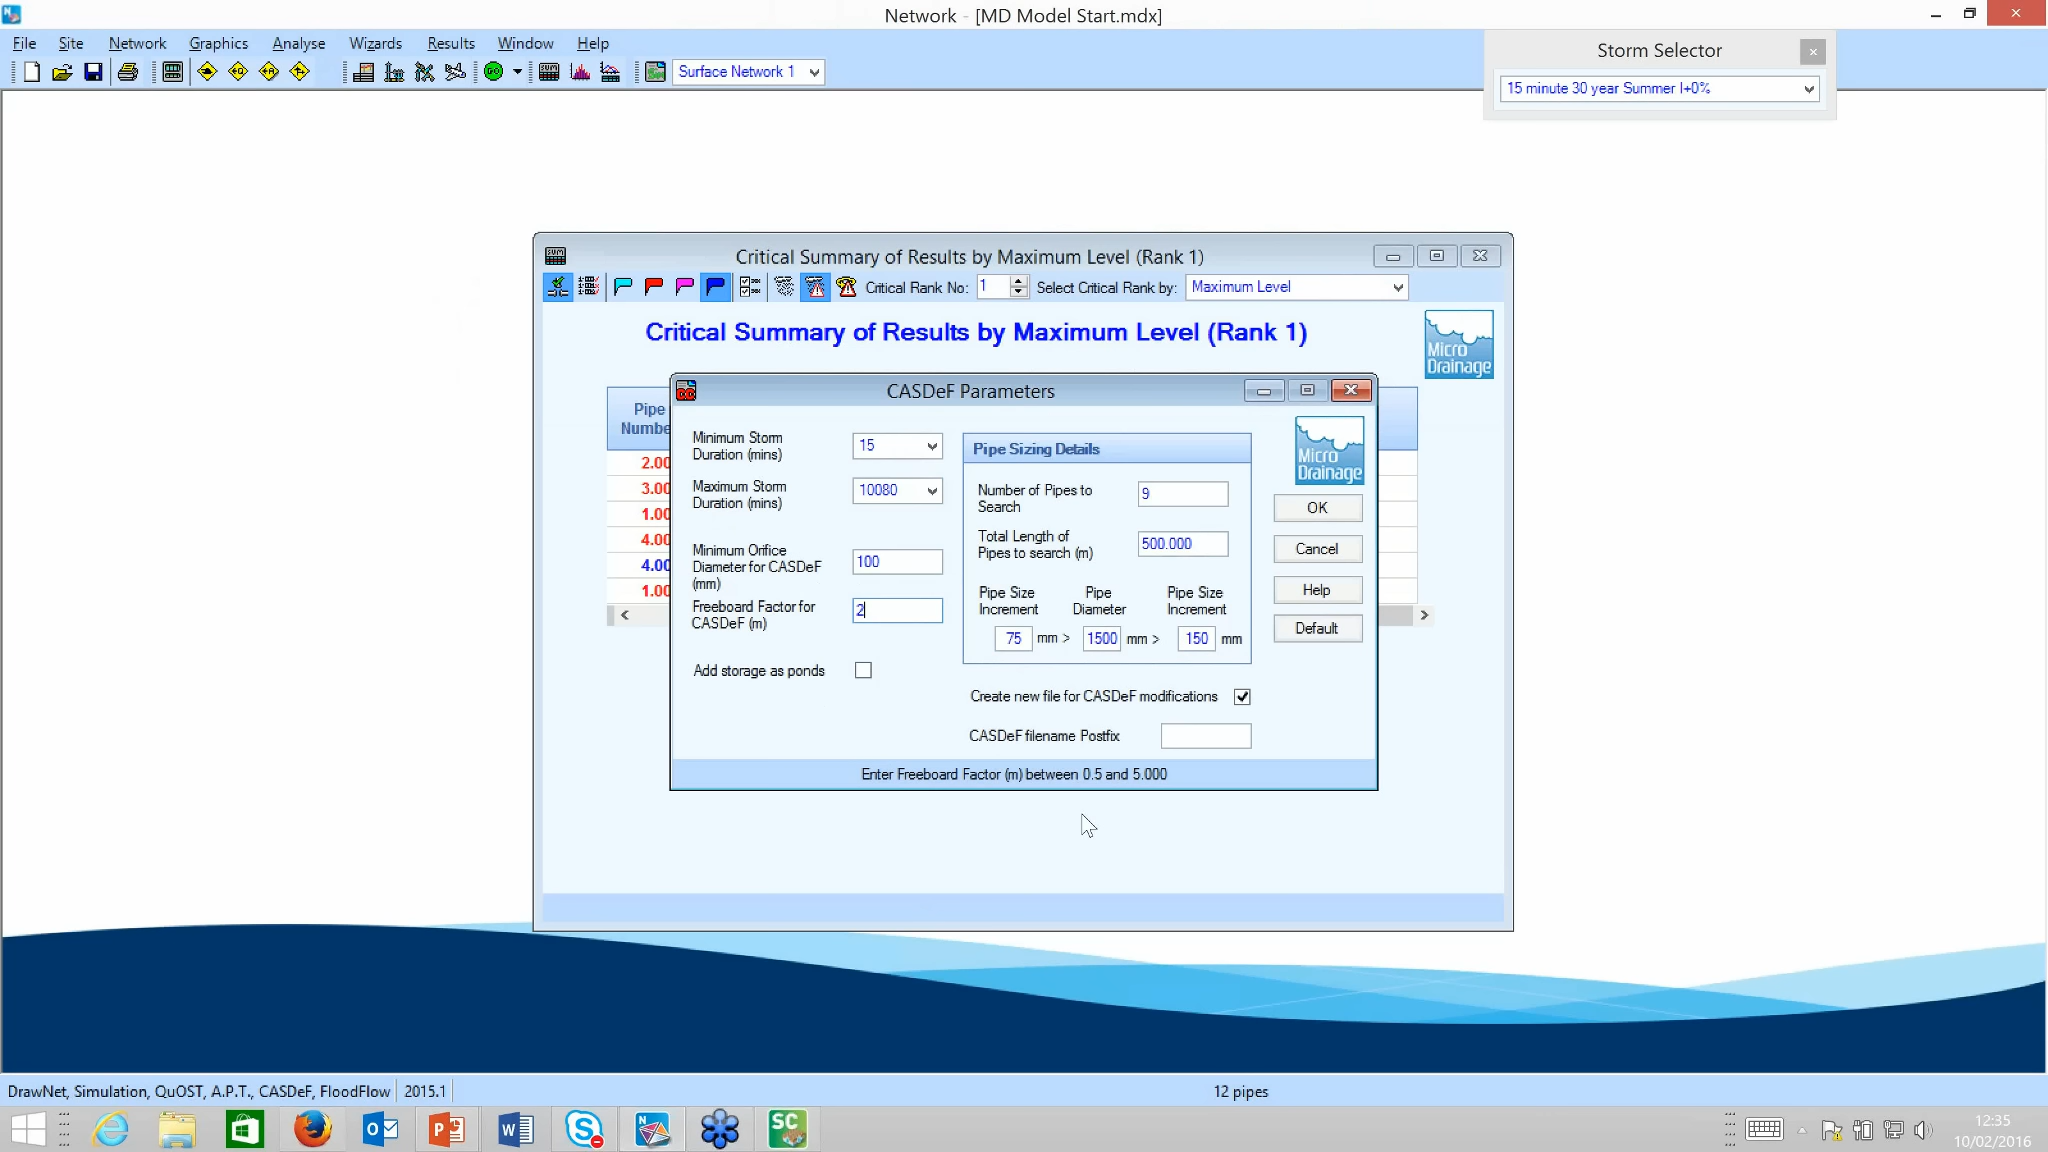 Network - [MD Model Start.mdx]
File Site Network Graphics Analyse Wizards Results Window Help
Surface Network 1
Storm Selector
15 minute 30 year Summer I+0%
SUM
Critical Summary of Results by Maximum Level (Rank 1)
Critical Rank No: 1 Select Critical Rank by: Maximum Level
Critical Summary of Results by Maximum Level (Rank 1)
Micro
Drainage
Pipe
Numbe
2.00
3.00
1.00
4.00
4.00
1.00
CASDeF Parameters
Minimum Storm
Duration (mins)
15
Maximum Storm
Duration (mins)
10080
Minimum Orifice
Diameter for CASDeF
(mm)
100
Freeboard Factor for
CASDeF (m)
2
Add storage as ponds
Pipe Sizing Details
Number of Pipes to
Search
9
Total Length of
Pipes to search (m)
500.000
Pipe Size
Increment
Pipe
Diameter
Pipe Size
Increment
75 mm > 1500 mm > 150 mm
Create new file for CASDeF modifications
CASDeF filename Postfix
Micro
Drainage
OK
Cancel
Help
Default
Enter Freeboard Factor (m) between 0.5 and 5.000
DrawNet, Simulation, QuOST, A.P.T., CASDeF, FloodFlow 2015.1 12 pipes
SC
12:35
10/02/2016